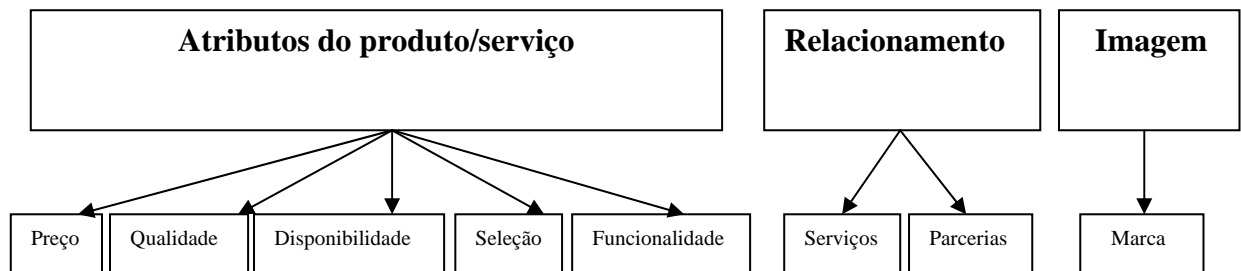 Atributos do produto/serviço
Relacionamento
Imagem
Preço
Qualidade
Disponibilidade
Seleção
Funcionalidade
Serviços
Parcerias
Marca